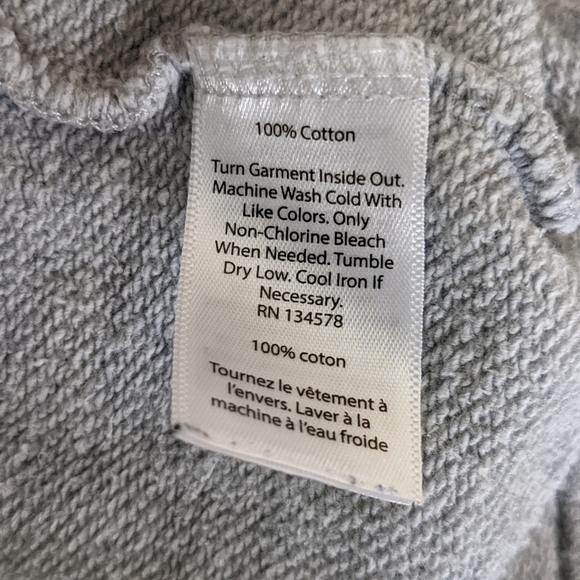 100% Cotton
Turn Garment Inside Out.
Machine Wash Cold With
Like Colors. Only
Non-Chlorine Bleach
When Needed. Tumble
Dry Low. Cool Iron If
Necessary.
RN 134578
100% coton
Tournez le vêtement à
l'envers. Laver à la
machine à l'eau froide